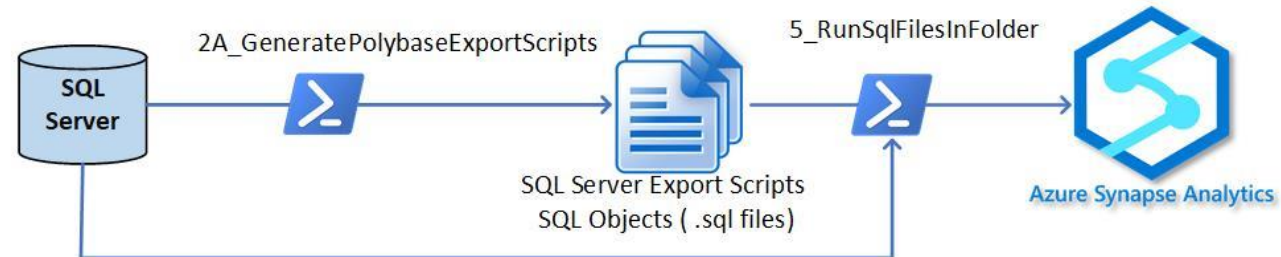 2A_GeneratePolybaseExportScripts
5_RunSqlFilesInFolder
SQL
Server
SQL Server Export Scripts
SQL Objects ( .sql files)
Azure Synapse Analytics